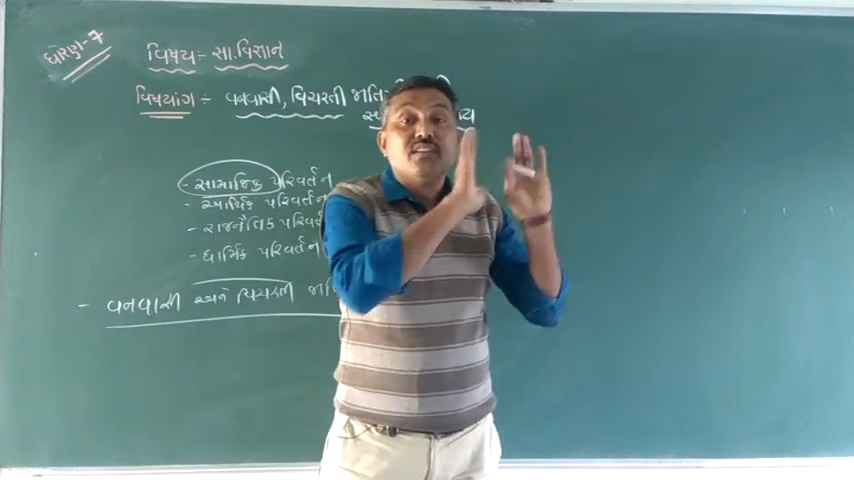 ધોરણ-7
વિષય:- સા.વિજ્ઞાન
વિષયાંગ :- વનવાસી, વિચરતી જાતિ
- સામાજિક પરિવર્તન
- આર્થિક પરિવર્તન
- રાજનૈતિક પરિવર્ત
- ધાર્મિક પરિવર્તન
- વનવાસી અને વિચરતી જા